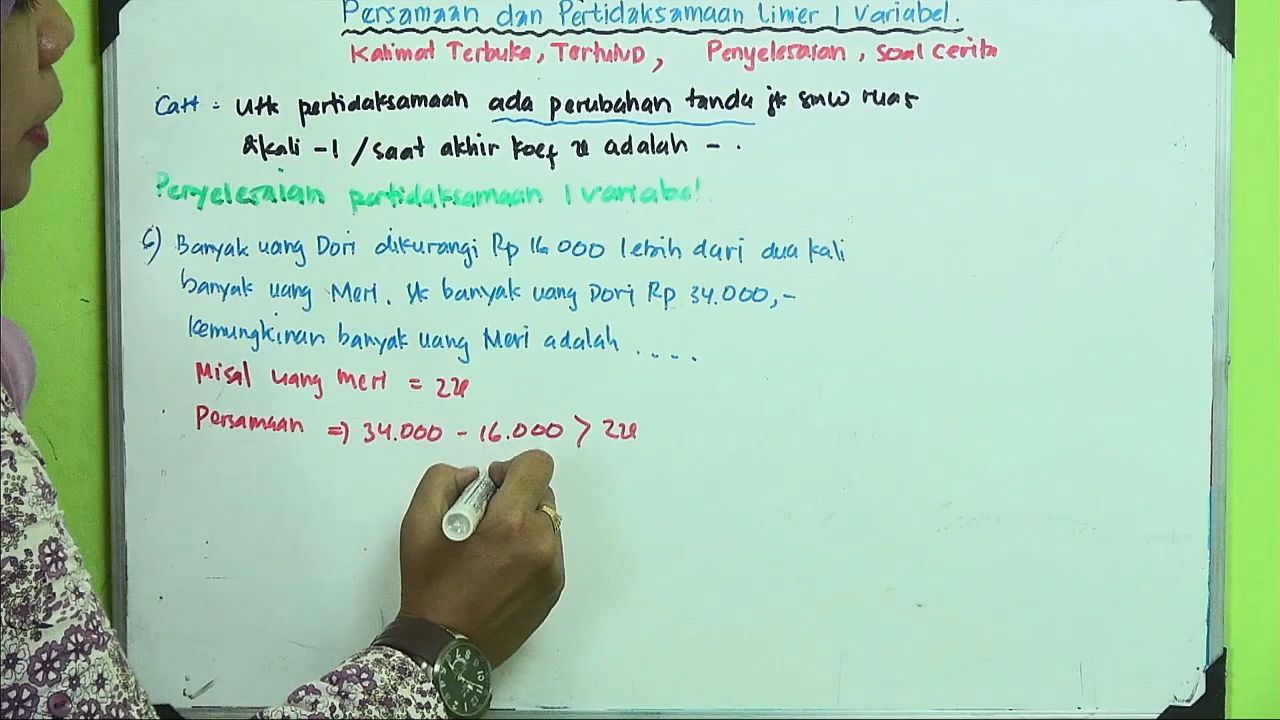 Persamaan dan Pertidaksamaan Linier 1 Variabel.
Kalimat Terbuka, Tertutup, Penyelesaian, soal cerita
Catt : Utk pertidaksamaan ada perubahan tanda jk smw ruas
dikali -1 / saat akhir koef x adalah - .
Penyelesaian pertidaksamaan 1 variabel
6) Banyak uang Dori dikurangi Rp 16 000 lebih dari dua kali
banyak uang Meri. Jk banyak uang Dori Rp 34.000,-
kemungkinan banyak uang Meri adalah ....
Misal uang meri = 2x
Persamaan => 34.000 - 16.000 > 2x